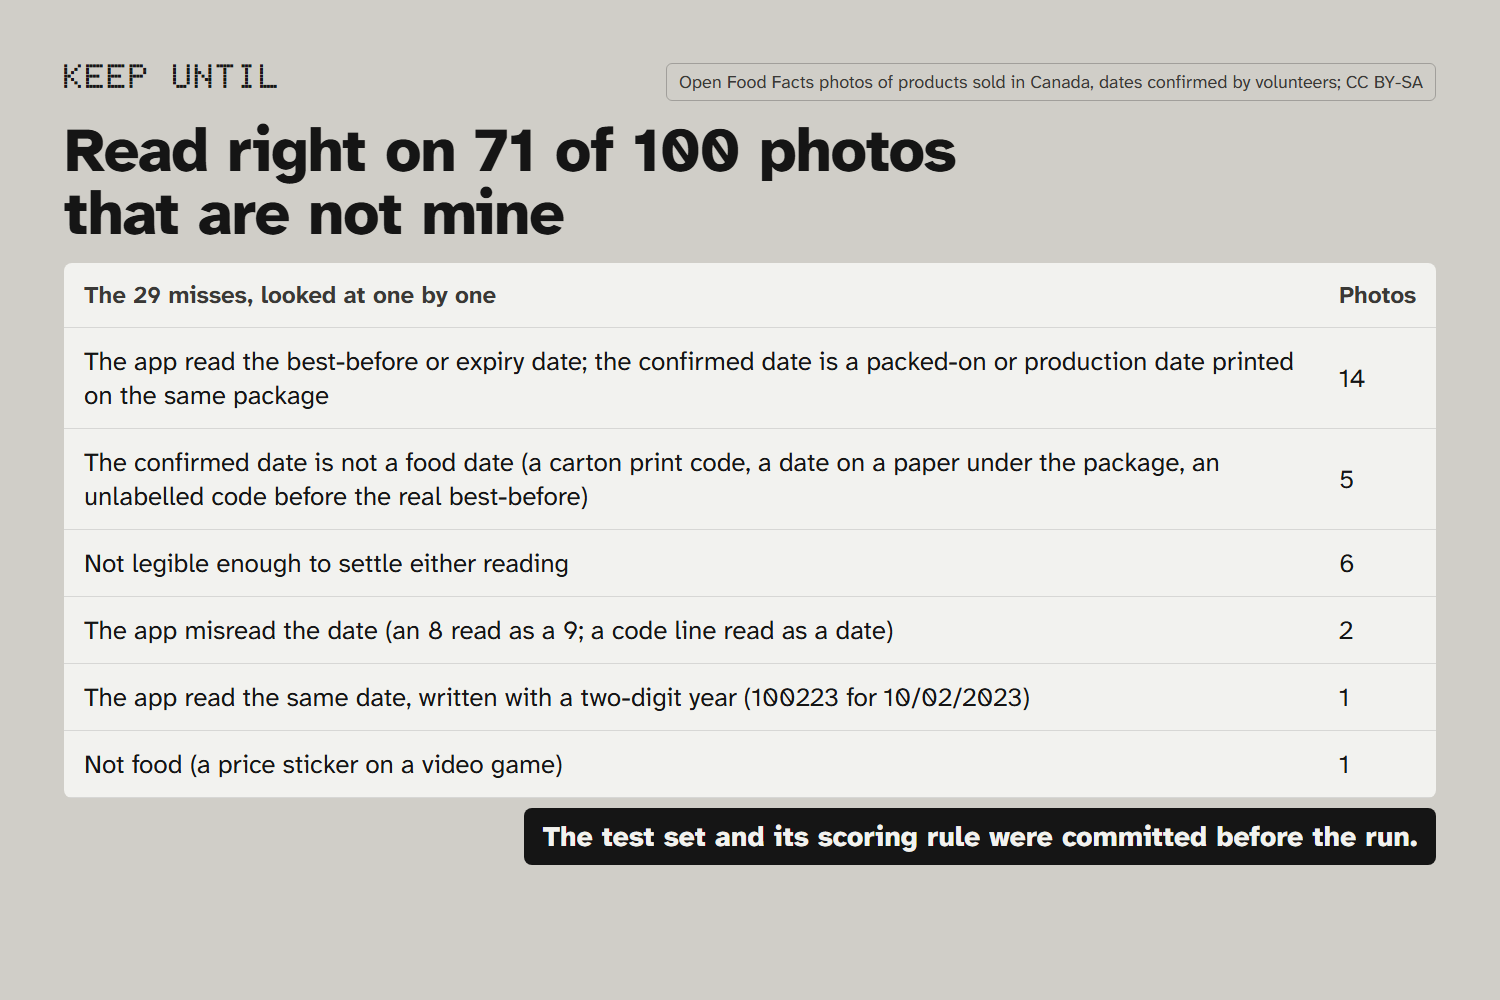 KEEP UNTIL
Open Food Facts photos of products sold in Canada, dates confirmed by volunteers; CC BY-SA
Read right on 71 of 100 photos
that are not mine
The 29 misses, looked at one by one
Photos
The app read the best-before or expiry date; the confirmed date is a packed-on or production date printed
on the same package
14
The confirmed date is not a food date (a carton print code, a date on a paper under the package, an
unlabelled code before the real best-before)
5
Not legible enough to settle either reading
6
The app misread the date (an 8 read as a 9; a code line read as a date)
2
The app read the same date, written with a two-digit year (100223 for 10/02/2023)
1
Not food (a price sticker on a video game)
1
The test set and its scoring rule were committed before the run.